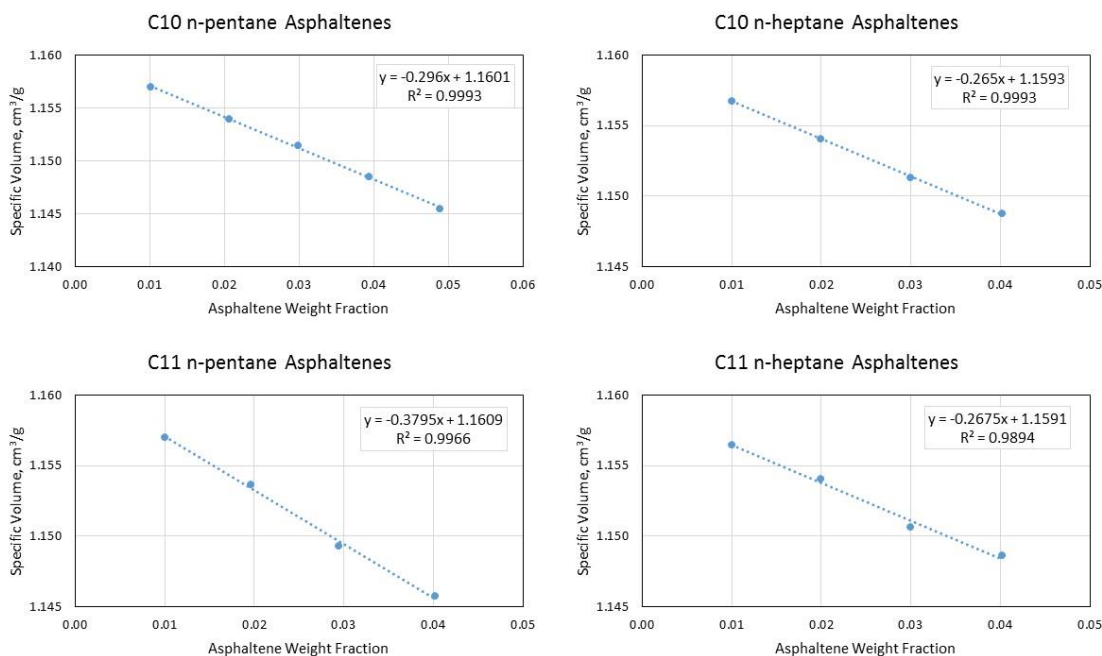 C10 n-pentane Asphaltenes
1.160
1.155
1.150
1.145
1.140
Specific Volume, cm³/g
y = -0.296x + 1.1601
R² = 0.9993
0.00 0.01 0.02 0.03 0.04 0.05 0.06
Asphaltene Weight Fraction
C10 n-heptane Asphaltenes
1.160
1.155
1.150
1.145
Specific Volume, cm³/g
y = -0.265x + 1.1593
R² = 0.9993
0.00 0.01 0.02 0.03 0.04 0.05
Asphaltene Weight Fraction
C11 n-pentane Asphaltenes
1.160
1.155
1.150
1.145
Specific Volume, cm³/g
y = -0.3795x + 1.1609
R² = 0.9966
0.00 0.01 0.02 0.03 0.04 0.05
Asphaltene Weight Fraction
C11 n-heptane Asphaltenes
1.160
1.155
1.150
1.145
Specific Volume, cm³/g
y = -0.2675x + 1.1591
R² = 0.9894
0.00 0.01 0.02 0.03 0.04 0.05
Asphaltene Weight Fraction